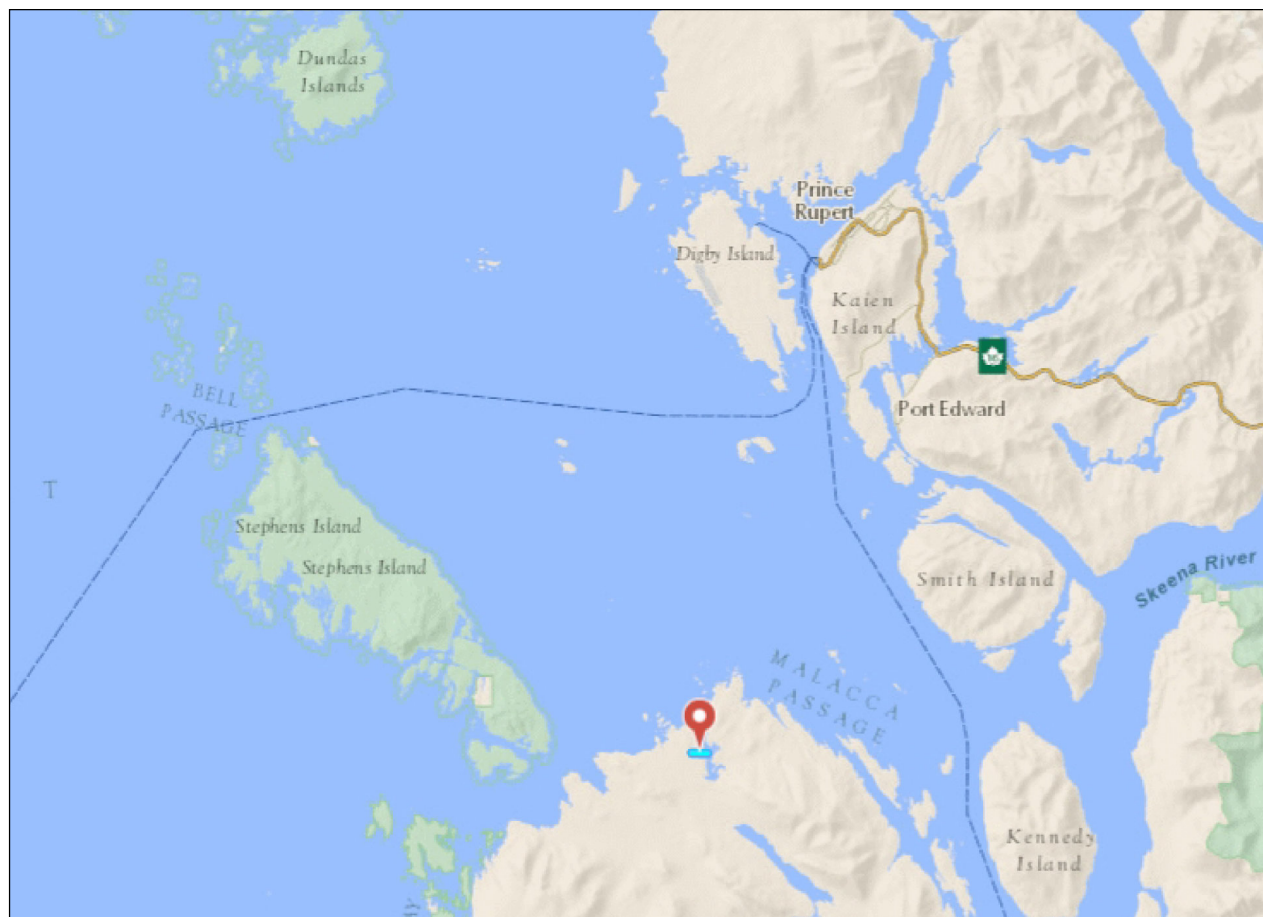 Dundas
Islands
Prince
Rupert
Digby Island
Kaien
Island
16
Port Edward
BELL
PASSAGE
T
Stephens Island
Stephens Island
Smith Island
Skeena River
MALACCA
PASSAGE
Kennedy
Island